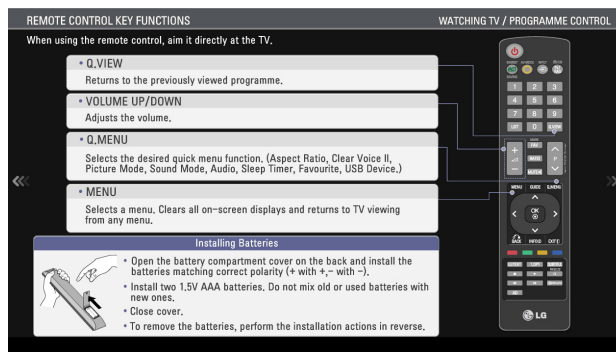 REMOTE CONTROL KEY FUNCTIONS
WATCHING TV / PROGRAMME CONTROL
When using the remote control, aim it directly at the TV.
• Q.VIEW
Returns to the previously viewed programme.
• VOLUME UP/DOWN
Adjusts the volume.
• Q.MENU
Selects the desired quick menu function. (Aspect Ratio, Clear Voice II,
Picture Mode, Sound Mode, Audio, Sleep Timer, Favourite, USB Device.)
• MENU
Selects a menu. Clears all on-screen displays and returns to TV viewing
from any menu.
Installing Batteries
• Open the battery compartment cover on the back and install the
batteries matching correct polarity (+ with +,- with -).
• Install two 1.5V AAA batteries. Do not mix old or used batteries with
new ones.
• Close cover.
• To remove the batteries, perform the installation actions in reverse.
1 2 3
4 5 6
7 8 9
LIST 0 Q.VIEW
FAV
P
MUTE
MENU GUIDE Q.MENU
OK
BACK INFO EXIT
LG